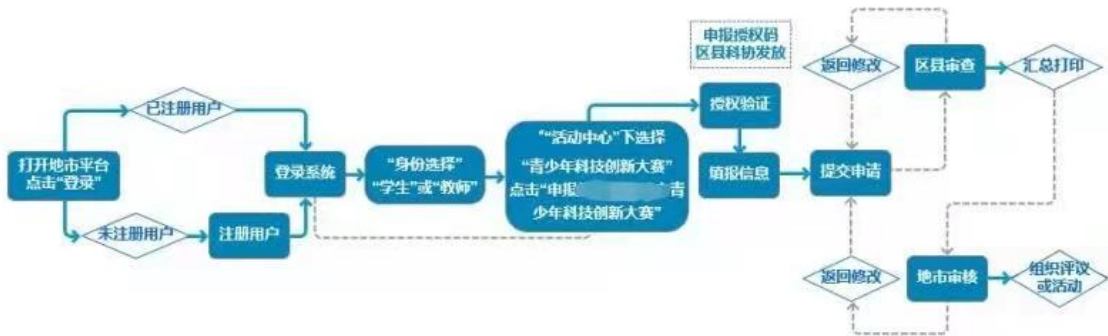 申报授权码
区县科协发放
返回修改
区县审查
汇总打印
已注册用户
授权验证
打开地市平台
点击“登录”
登录系统
“身份选择”
“学生”或“教师”
““活动中心”下选择
“青少年科技创新大赛”
点击“申报 青
少年科技创新大赛”
填报信息
提交申请
未注册用户
注册用户
返回修改
地市审核
组织评议
或活动